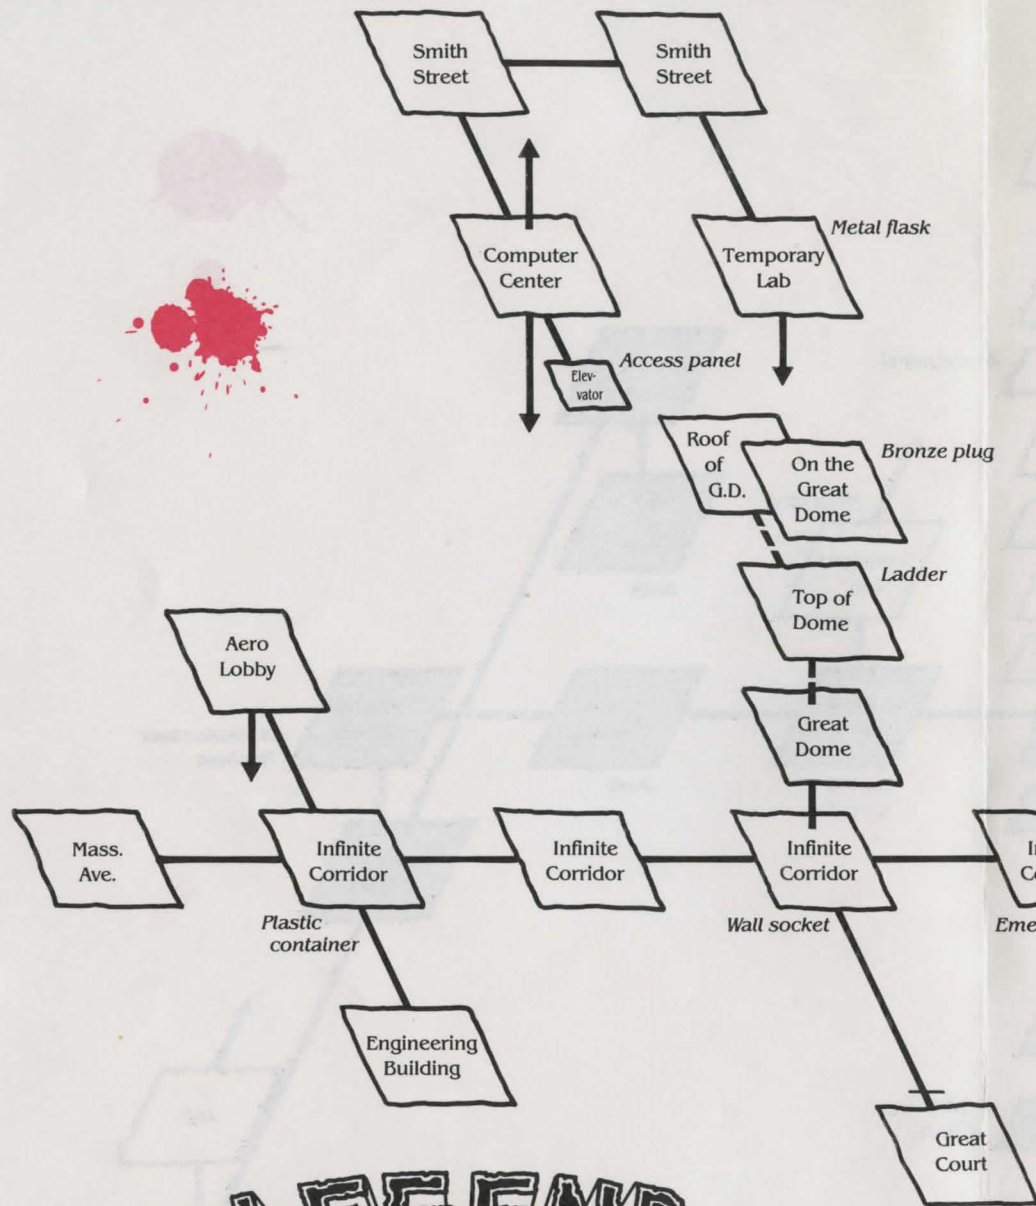 Smith
Street
Smith
Street
Computer
Center
Temporary
Lab
Metal flask
Elev-
vator
Access panel
Roof
of
G.D.
On the
Great
Dome
Bronze plug
Top of
Dome
Ladder
Aero
Lobby
Great
Dome
Mass.
Ave.
Infinite
Corridor
Infinite
Corridor
Infinite
Corridor
Plastic
container
Wall socket
Engineering
Building
Great
Court
LEGEND